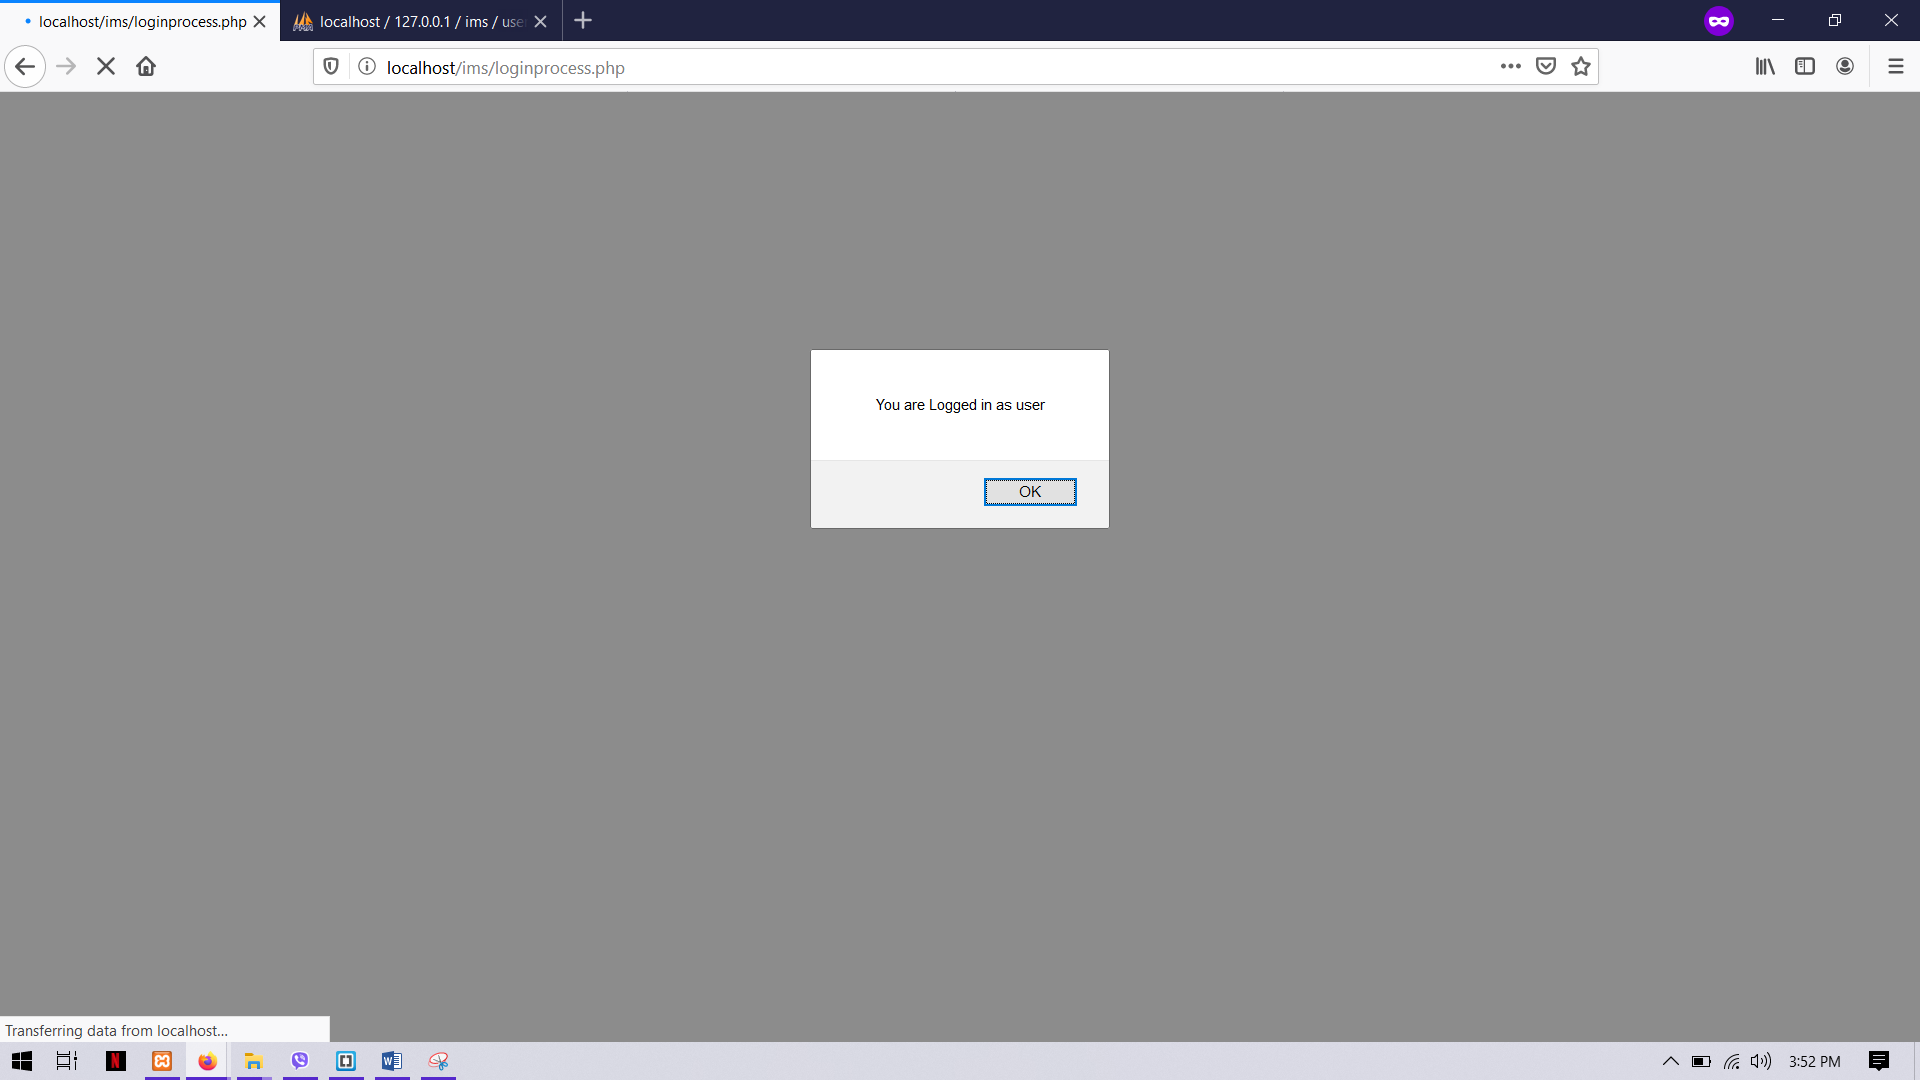 localhost/ims/loginprocess.php
localhost / 127.0.0.1 / ims / use
localhost/ims/loginprocess.php
You are Logged in as user
OK
Transferring data from localhost...
3:52 PM